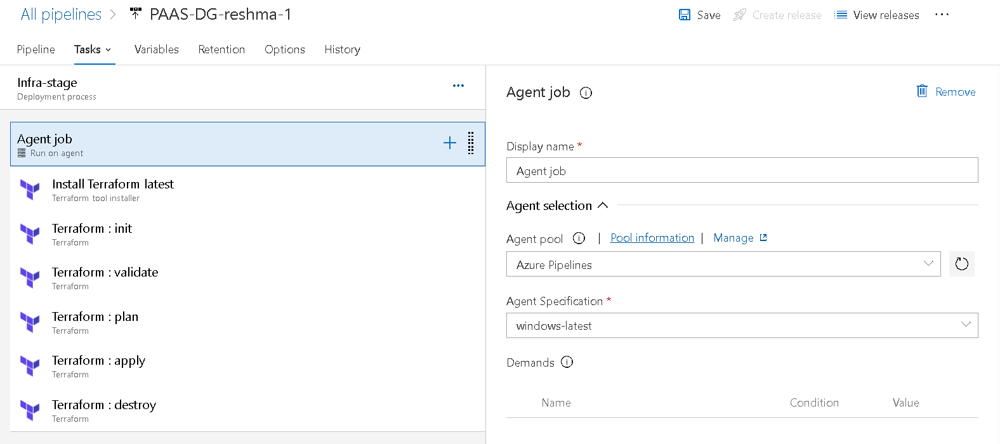 All pipelines > PAAS-DG-reshma-1
Save Create release View releases ...
Pipeline Tasks Variables Retention Options History
Infra-stage
Deployment process
Agent job
Run on agent
Install Terraform latest
Terraform tool installer
Terraform : init
Terraform
Terraform : validate
Terraform
Terraform : plan
Terraform
Terraform : apply
Terraform
Terraform : destroy
Terraform
Agent job
Remove
Display name *
Agent job
Agent selection
Agent pool | Pool information | Manage
Azure Pipelines
Agent Specification *
windows-latest
Demands
Name Condition Value